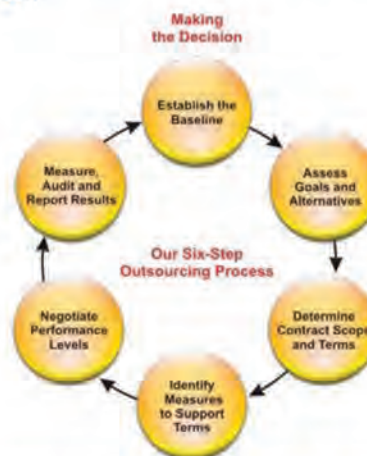 Making
the Decision
Establish the
Baseline
Assess
Goals and
Alternatives
Determine
Contract Scope
and Terms
Identify
Measures
to Support
Terms
Negotiate
Performance
Levels
Measure,
Audit and
Report Results
Our Six-Step
Outsourcing Process